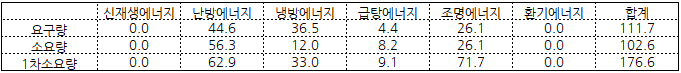 신재생에너지 난방에너지 냉방에너지 급탕에너지 조명에너지 환기에너지 합계
요구량 0.0 44.6 36.5 4.4 26.1 0.0 111.7
소요량 0.0 56.3 12.0 8.2 26.1 0.0 102.6
1차소요량 0.0 62.9 33.0 9.1 71.7 0.0 176.6